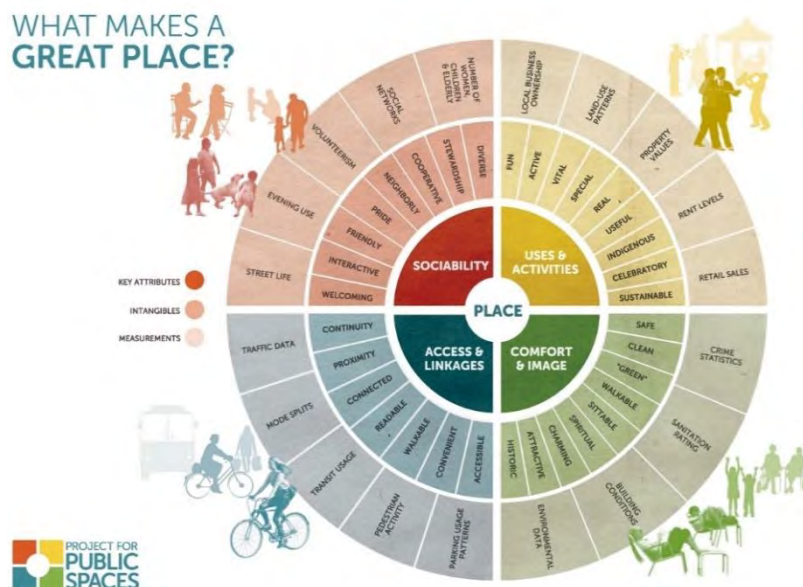 WHAT MAKES A
GREAT PLACE?
KEY ATTRIBUTES
INTANGIBLES
MEASUREMENTS
PLACE
SOCIABILITY
WELCOMING
INTERACTIVE
FRIENDLY
PRIDE
NEIGHBORLY
COOPERATIVE
STEWARDSHIP
DIVERSE
STREET LIFE
EVENING USE
VOLUNTEERISM
SOCIAL
NETWORKS
NUMBER OF
WOMEN,
CHILDREN
& ELDERLY
USES &
ACTIVITIES
FUN
ACTIVE
VITAL
SPECIAL
REAL
USEFUL
INDIGENOUS
CELEBRATORY
SUSTAINABLE
LOCAL BUSINESS
OWNERSHIP
LAND-USE
PATTERNS
PROPERTY
VALUES
RENT LEVELS
RETAIL SALES
ACCESS &
LINKAGES
CONTINUITY
PROXIMITY
CONNECTED
READABLE
WALKABLE
CONVENIENT
ACCESSIBLE
TRAFFIC DATA
MODE SPLITS
TRANSIT USAGE
PEDESTRIAN
ACTIVITY
PARKING USAGE
PATTERNS
COMFORT
& IMAGE
SAFE
CLEAN
"GREEN"
WALKABLE
SITTABLE
SPIRITUAL
CHARMING
ATTRACTIVE
HISTORIC
CRIME
STATISTICS
SANITATION
RATING
BUILDING
CONDITIONS
ENVIRONMENTAL
DATA
PROJECT FOR
PUBLIC
SPACES